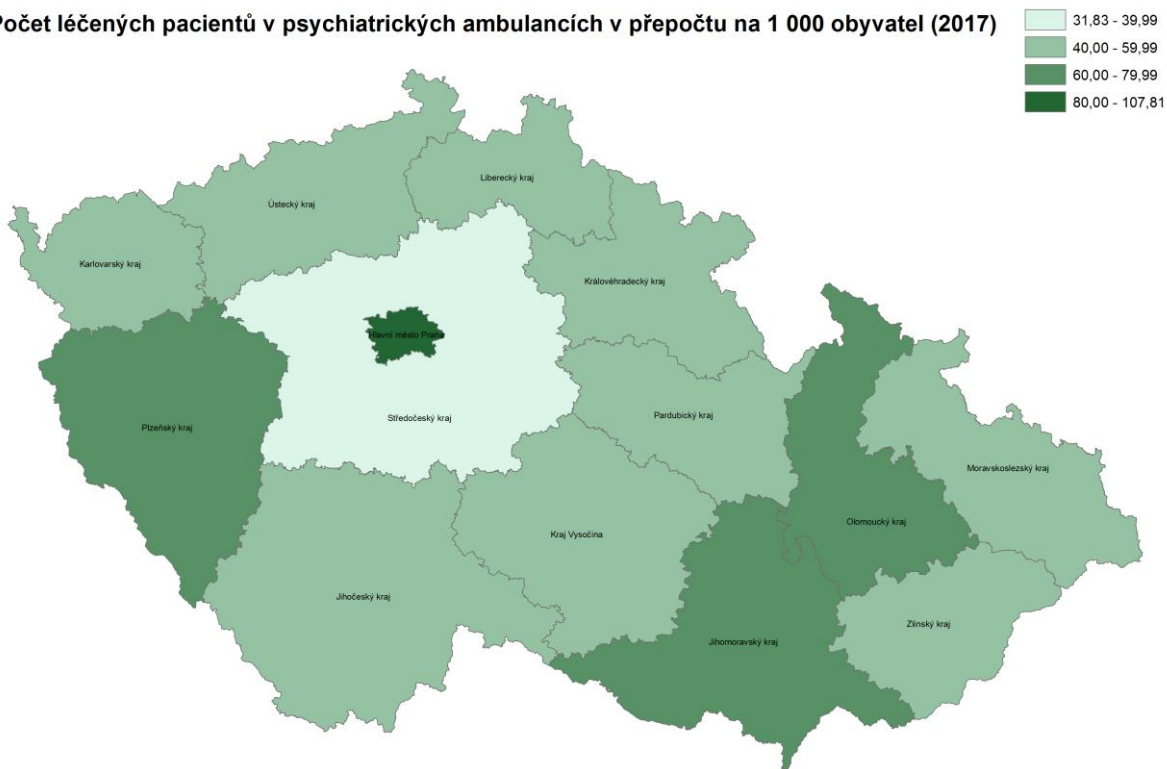 očet léčených pacientů v psychiatrických ambulancích v přepočtu na 1 000 obyvatel (2017)
31,83 - 39,99
40,00 - 59,99
60,00 - 79,99
80,00 - 107,81
Liberecký kraj
Ústecký kraj
Karlovarský kraj
Královéhradecký kraj
Hlavní město Praha
Středočeský kraj
Pardubický kraj
Plzeňský kraj
Moravskoslezský kraj
Olomoucký kraj
Kraj Vysočina
Jihočeský kraj
Zlínský kraj
Jihomoravský kraj